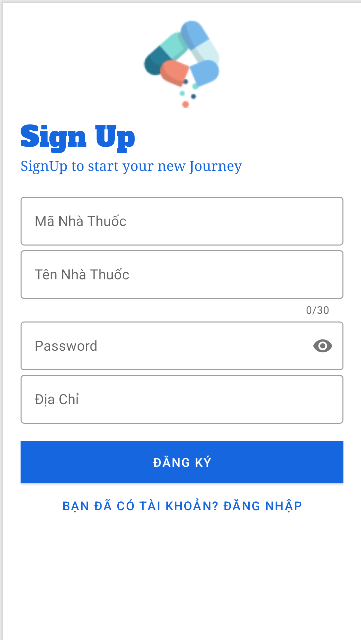 Sign Up
SignUp to start your new Journey
Mã Nhà Thuốc
Tên Nhà Thuốc
0/30
Password
Địa Chỉ
ĐĂNG KÝ
BẠN ĐÃ CÓ TÀI KHOẢN? ĐĂNG NHẬP